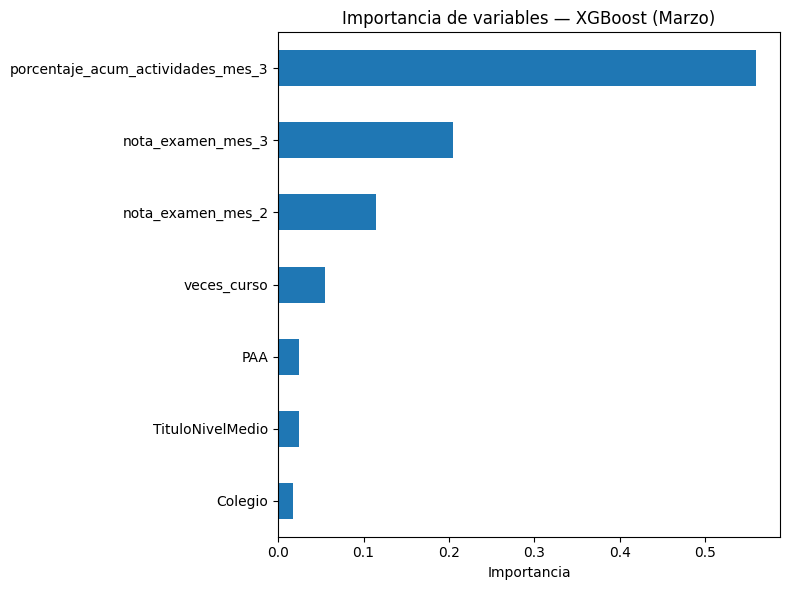 Importancia de variables — XGBoost (Marzo)
porcentaje_acum_actividades_mes_3
nota_examen_mes_3
nota_examen_mes_2
veces_curso
PAA
TituloNivelMedio
Colegio
0.0 0.1 0.2 0.3 0.4 0.5
Importancia